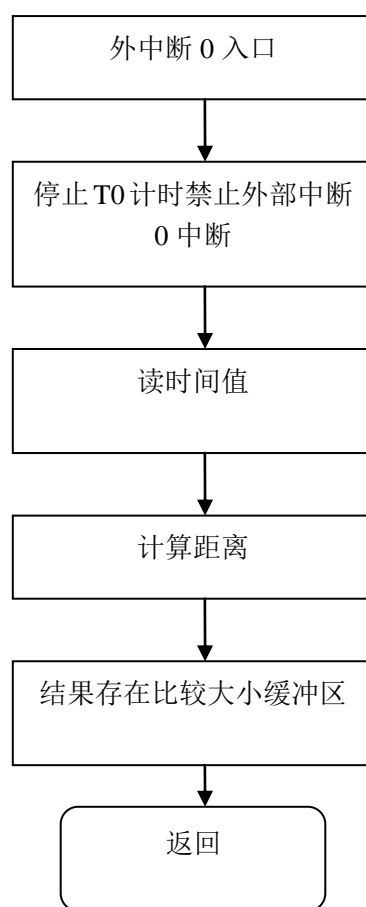 外中断 0 入口
停止 T0 计时禁止外部中断
0 中断
读时间值
计算距离
结果存在比较大小缓冲区
返回